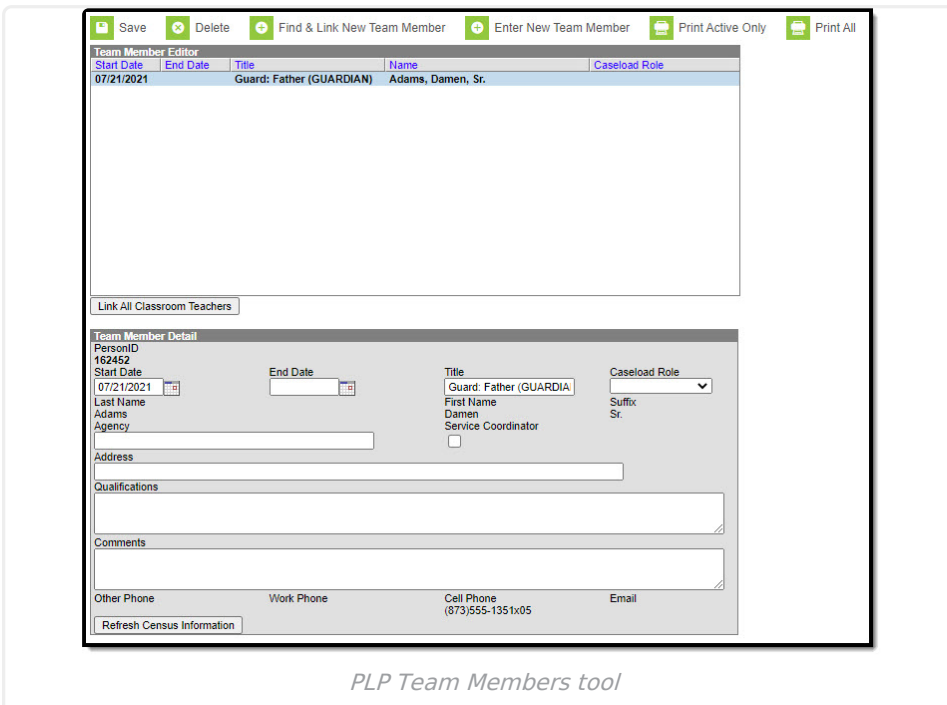 Save Delete Find & Link New Team Member Enter New Team Member Print Active Only Print All
Team Member Editor
Start Date End Date Title Name Caseload Role
07/21/2021 Guard: Father (GUARDIAN) Adams, Damen, Sr.
Link All Classroom Teachers
Team Member Detail
PersonID
162452
Start Date End Date Title Caseload Role
07/21/2021 Guard: Father (GUARDIA
Last Name First Name Suffix
Adams Damen Sr.
Agency Service Coordinator
Address
Qualifications
Comments
Other Phone Work Phone Cell Phone Email
(873)555-1351x05
Refresh Census Information
PLP Team Members tool